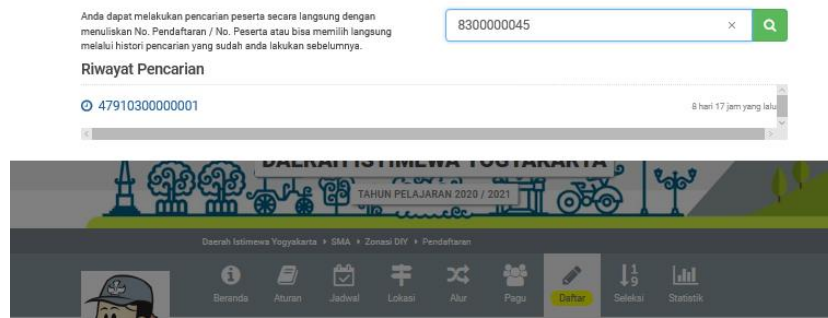 Anda dapat melakukan pencarian peserta secara langsung dengan
menuliskan No. Pendaftaran / No. Peserta atau bisa memilih langsung
melalui histori pencarian yang sudah anda lakukan sebelumnya.
8300000045
Riwayat Pencarian
47910300000001
8 hari 17 jam yang lalu
DAERAH ISTIMEWA YOGYAKARTA
TAHUN PELAJARAN 2020 / 2021
Daerah Istimewa Yogyakarta SMA Zonasi DIY Pendaftaran
Beranda Aturan Jadwal Lokasi Alur Pagu Daftar Seleksi Statistik